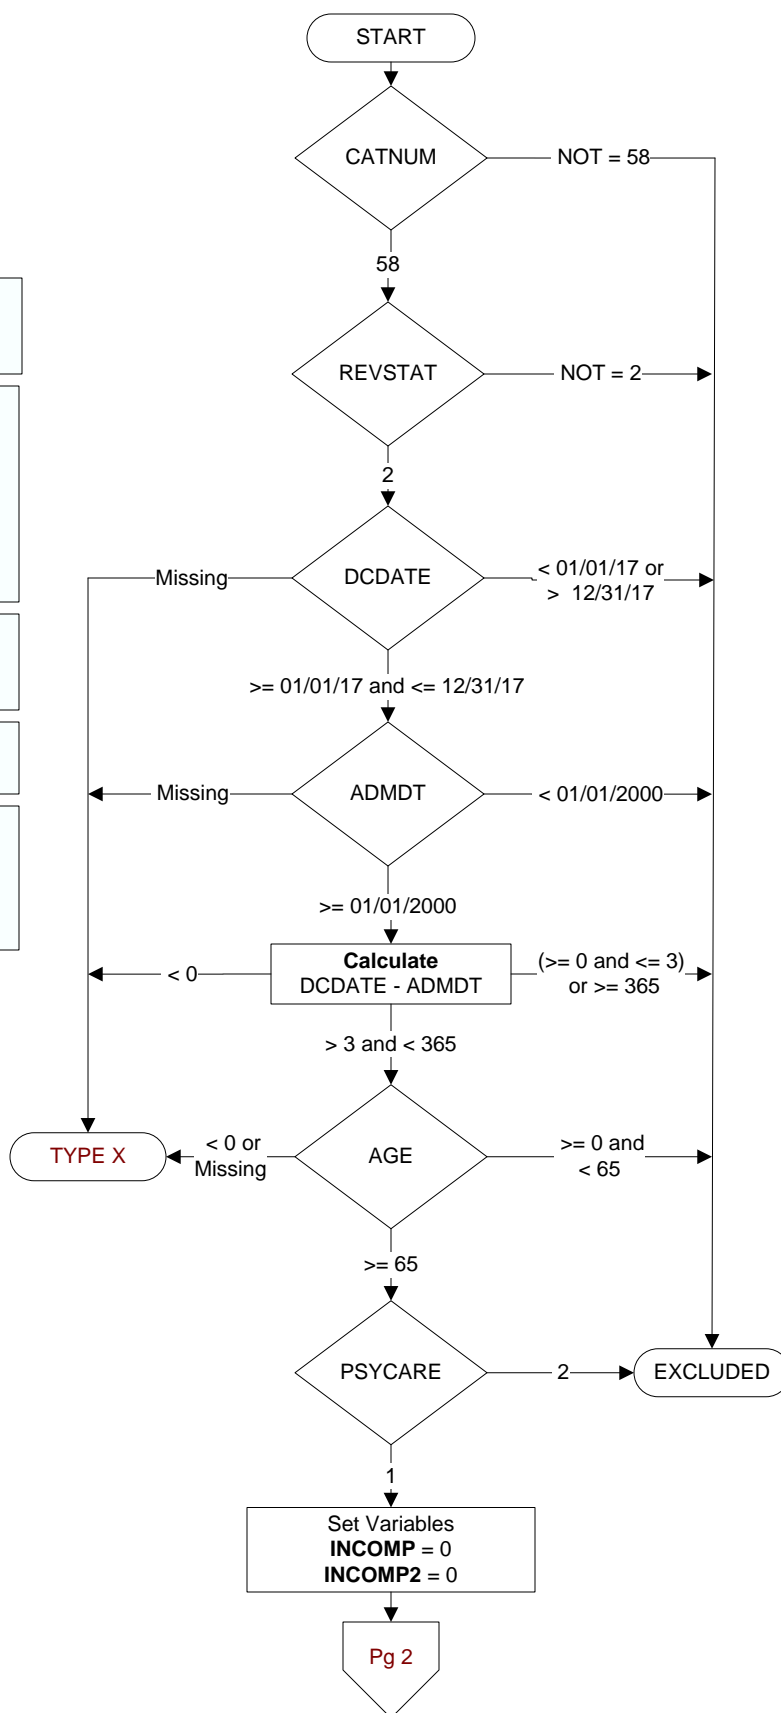 START
CATNUM
NOT = 58
58
REVSTAT
NOT = 2
2
Missing
DCDATE
< 01/01/17 or
> 12/31/17
>= 01/01/17 and <= 12/31/17
Missing
ADMDT
< 01/01/2000
>= 01/01/2000
< 0
Calculate
DCDATE - ADMDT
(>= 0 and <= 3)
or >= 365
> 3 and < 365
TYPE X
< 0 or
Missing
AGE
>= 0 and
< 65
>= 65
PSYCARE
2
EXCLUDED
1
Set Variables
INCOMP = 0
INCOMP2 = 0
Pg 2